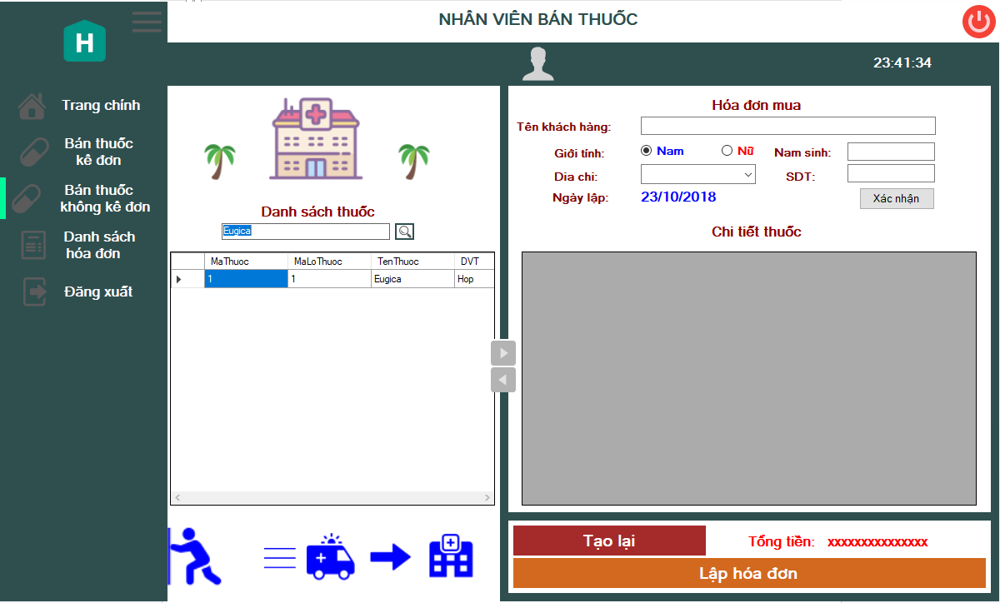 NHÂN VIÊN BÁN THUỐC
H
23:41:34
Trang chính
Bán thuốc
kê đơn
Bán thuốc
không kê đơn
Danh sách
hóa đơn
Đăng xuất
Danh sách thuốc
Eugica
MaThuoc MaLoThuoc TenThuoc DVT
1 1 Eugica Hop
Hóa đơn mua
Tên khách hàng:
Giới tính: Nam Nữ Nam sinh:
Dia chi: SDT:
Ngày lập: 23/10/2018 Xác nhận
Chi tiết thuốc
Tạo lại Tổng tiền: xxxxxxxxxxxxxxx
Lập hóa đơn